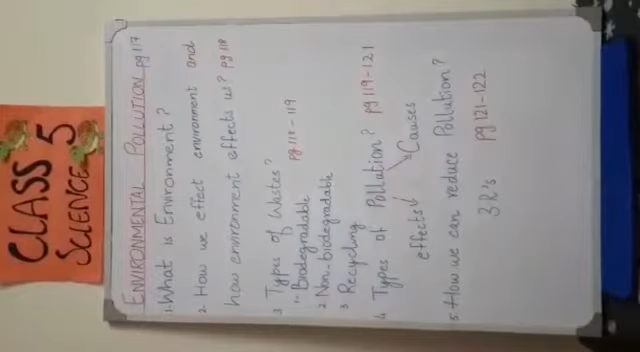 CLASS 5
SCIENCE
ENVIRONMENTAL POLLUTION pg 117
1. What is Environment?
2. How we effect environment and
how environment effects us? pg 118
3 Types of Wastes?
1. Biodegradable pg 118-119
2 Non-biodegradable
3 Recycling
4 Types of Pollution? pg 119-121
effects Causes
5 How we can reduce Pollution?
3R's pg 121-122